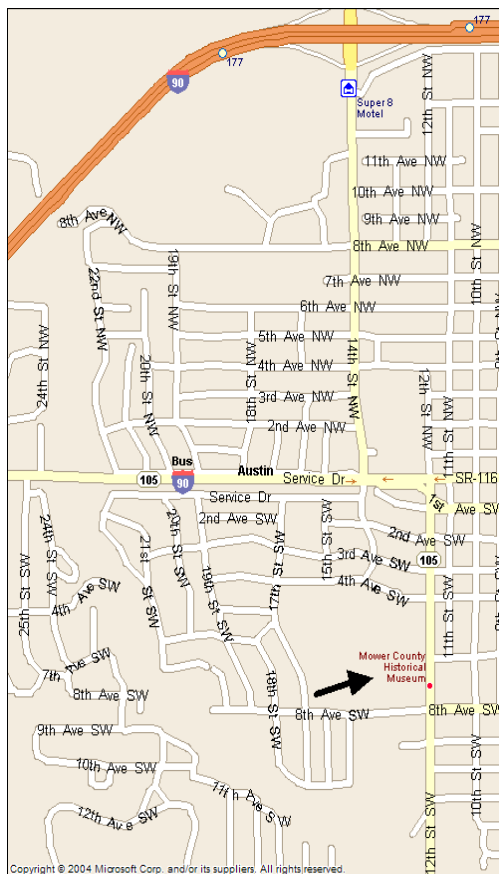 177
177
90
Super 8
Motel
12th St NW
11th Ave NW
10th Ave NW
9th Ave NW
8th Ave NW
8th Ave NW
10th St NW
7th Ave NW
22nd St NW
19th St NW
6th Ave NW
5th Ave NW
24th St NW
20th St NW
18th St NW
14th St NW
4th Ave NW
12th St NW
3rd Ave NW
2nd Ave NW
11th
Bus
Austin
105
90
Service Dr
SR-116
Service Dr
1st
Ave SW
2nd Ave SW
15th St SW
2nd Ave SW
24th St SW
21st St SW
20th St SW
19th St SW
17th St SW
3rd Ave SW
105
25th St SW
4th Ave SW
4th Ave SW
11th St SW
Mower County
Historical
Museum
7th Ave SW
8th Ave SW
18th St SW
8th Ave SW
8th Ave SW
9th Ave SW
10th Ave SW
11th Ave SW
10th St SW
12th Ave SW
12th St SW
Copyright © 2004 Microsoft Corp. and/or its suppliers. All rights reserved.